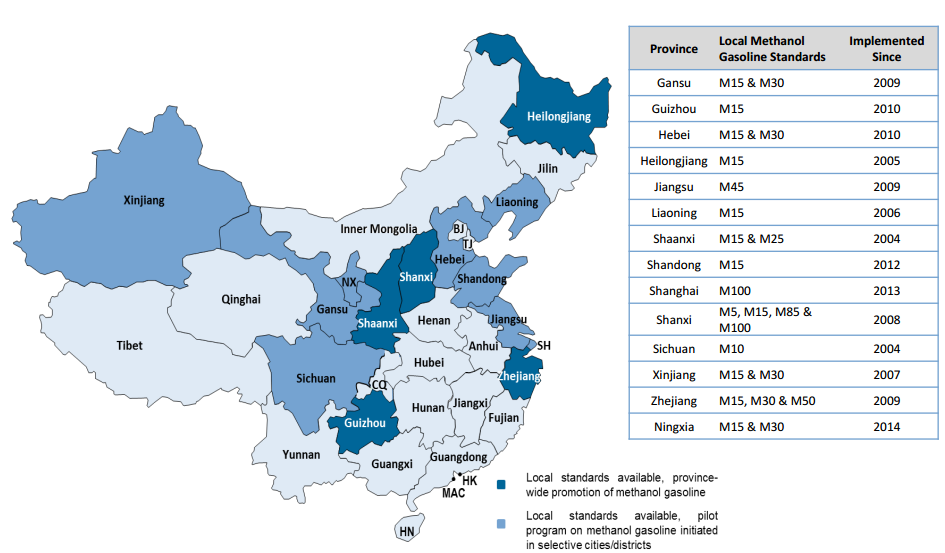 Heilongjiang
Jilin
Liaoning
Xinjiang
Inner Mongolia
BJ
TJ
Hebei
Shanxi
NX
Shandong
Qinghai
Gansu
Shaanxi
Henan
Jiangsu
Tibet
Anhui
SH
Hubei
Sichuan
CQ
Zhejiang
Hunan
Jiangxi
Fujian
Guizhou
Yunnan
Guangxi
Guangdong
HK
MAC
HN
Province Local Methanol Gasoline Standards Implemented Since
Gansu M15 & M30 2009
Guizhou M15 2010
Hebei M15 & M30 2010
Heilongjiang M15 2005
Jiangsu M45 2009
Liaoning M15 2006
Shaanxi M15 & M25 2004
Shandong M15 2012
Shanghai M100 2013
Shanxi M5, M15, M85 & M100 2008
Sichuan M10 2004
Xinjiang M15 & M30 2007
Zhejiang M15, M30 & M50 2009
Ningxia M15 & M30 2014
Local standards available, province-
wide promotion of methanol gasoline
Local standards available, pilot
program on methanol gasoline initiated
in selective cities/districts